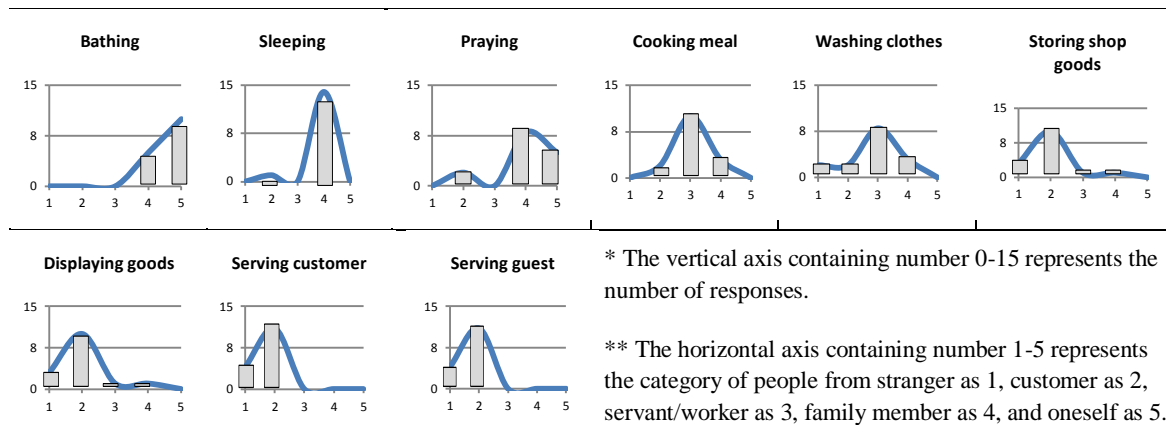 Bathing
15
8
0
1 2 3 4 5
Sleeping
15
8
0
1 2 3 4 5
Praying
15
8
0
1 2 3 4 5
Cooking meal
15
8
0
1 2 3 4 5
Washing clothes
15
8
0
1 2 3 4 5
Storing shop
goods
15
8
0
1 2 3 4 5
Displaying goods
15
8
0
1 2 3 4 5
Serving customer
15
8
0
1 2 3 4 5
Serving guest
15
8
0
1 2 3 4 5
* The vertical axis containing number 0-15 represents the
number of responses.
** The horizontal axis containing number 1-5 represents
the category of people from stranger as 1, customer as 2,
servant/worker as 3, family member as 4, and oneself as 5.